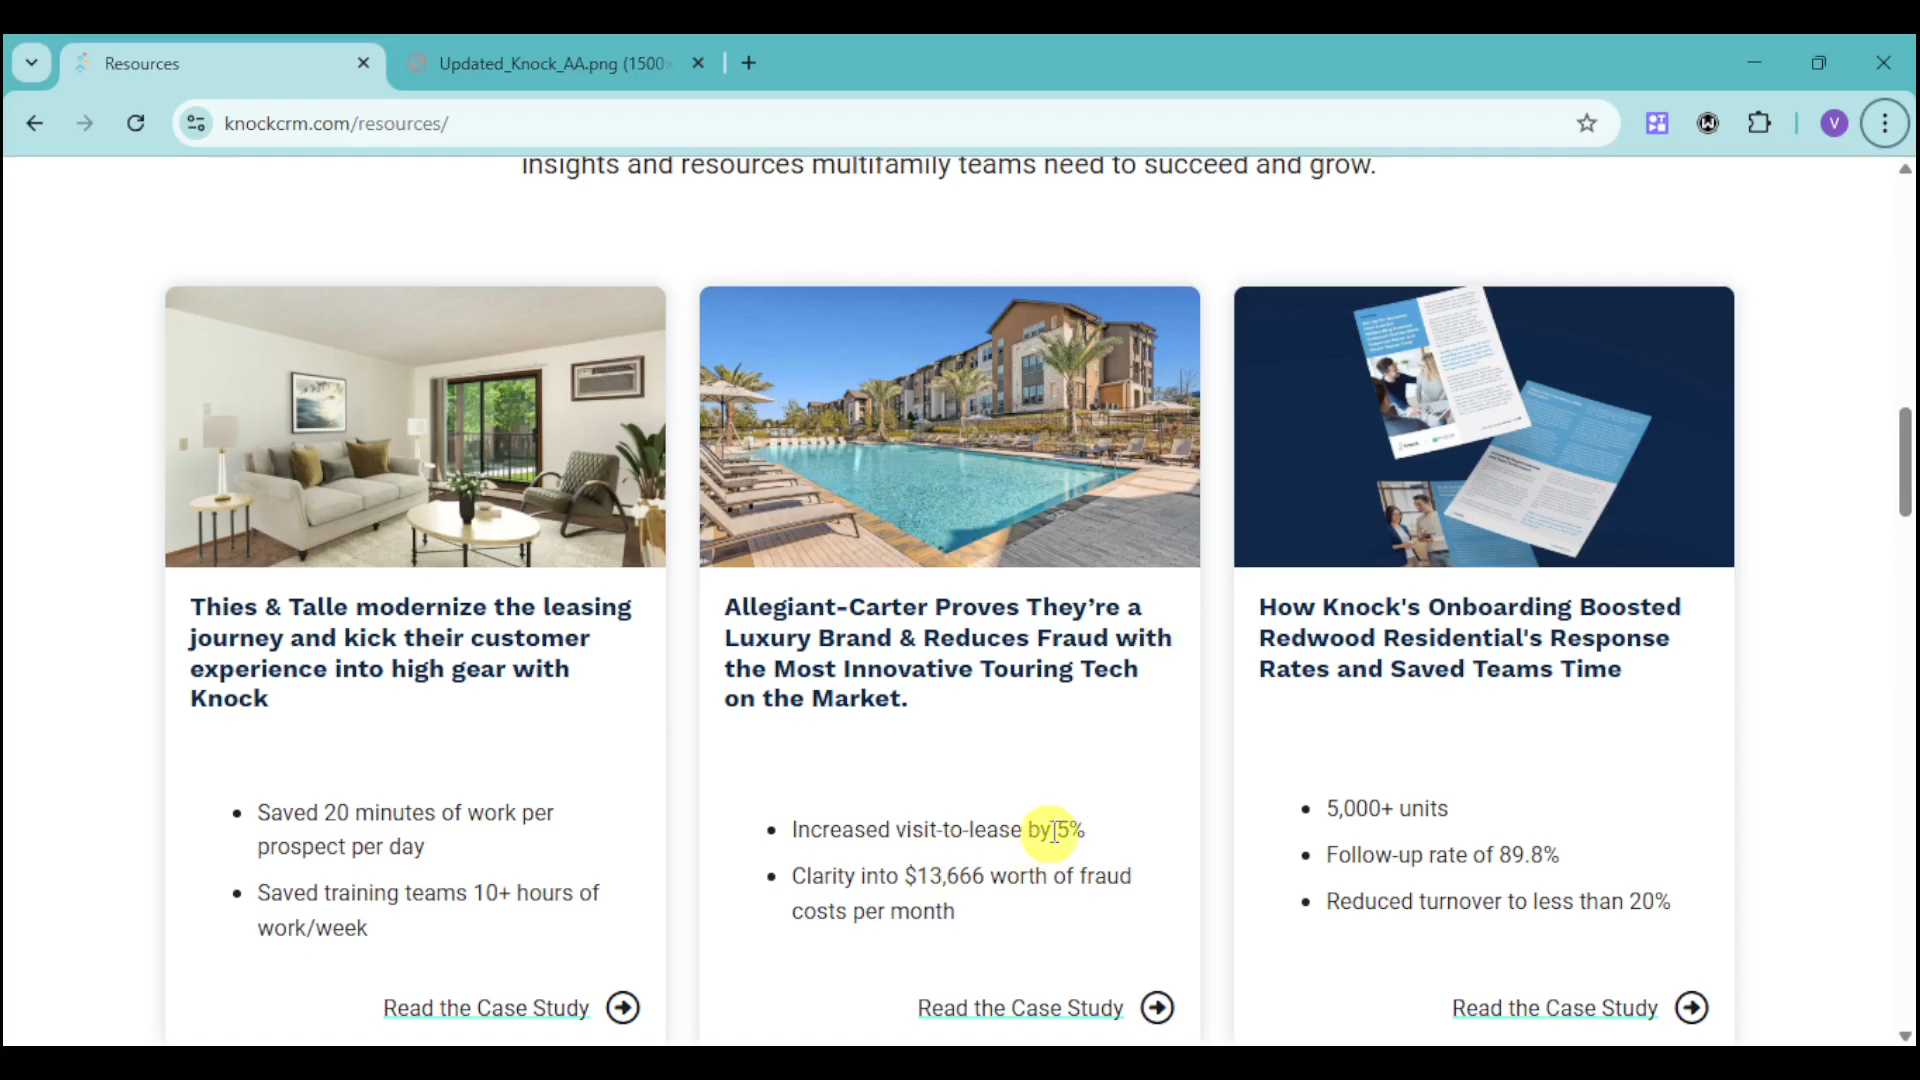 Resources
Updated_Knock_AA.png (1500
knockcrm.com/resources/
V
insights and resources multifamily teams need to succeed and grow.
Thies & Talle modernize the leasing
journey and kick their customer
experience into high gear with
Knock
• Saved 20 minutes of work per
prospect per day
• Saved training teams 10+ hours of
work/week
Read the Case Study
Allegiant-Carter Proves They’re a
Luxury Brand & Reduces Fraud with
the Most Innovative Touring Tech
on the Market.
• Increased visit-to-lease by 5%
• Clarity into $13,666 worth of fraud
costs per month
Read the Case Study
How Knock's Onboarding Boosted
Redwood Residential's Response
Rates and Saved Teams Time
• 5,000+ units
• Follow-up rate of 89.8%
• Reduced turnover to less than 20%
Read the Case Study